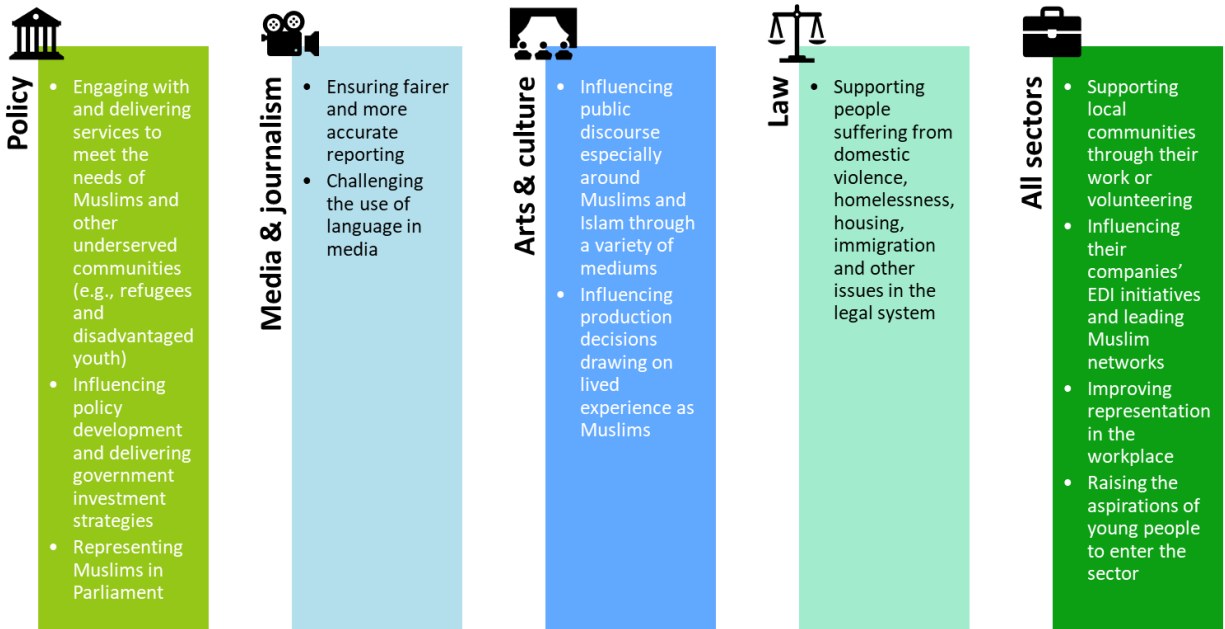 Policy
• Engaging with
and delivering
services to
meet the
needs of
Muslims and
other
underserved
communities
(e.g., refugees
and
disadvantaged
youth)
• Influencing
policy
development
and delivering
government
investment
strategies
• Representing
Muslims in
Parliament
Media & journalism
• Ensuring fairer
and more
accurate
reporting
• Challenging
the use of
language in
media
Arts & culture
• Influencing
public
discourse
especially
around
Muslims and
Islam through
a variety of
mediums
• Influencing
production
decisions
drawing on
lived
experience as
Muslims
Law
• Supporting
people
suffering from
domestic
violence,
homelessness,
housing,
immigration
and other
issues in the
legal system
All sectors
• Supporting
local
communities
through their
work or
volunteering
• Influencing
their
companies’
EDI initiatives
and leading
Muslim
networks
• Improving
representation
in the
workplace
• Raising the
aspirations of
young people
to enter the
sector